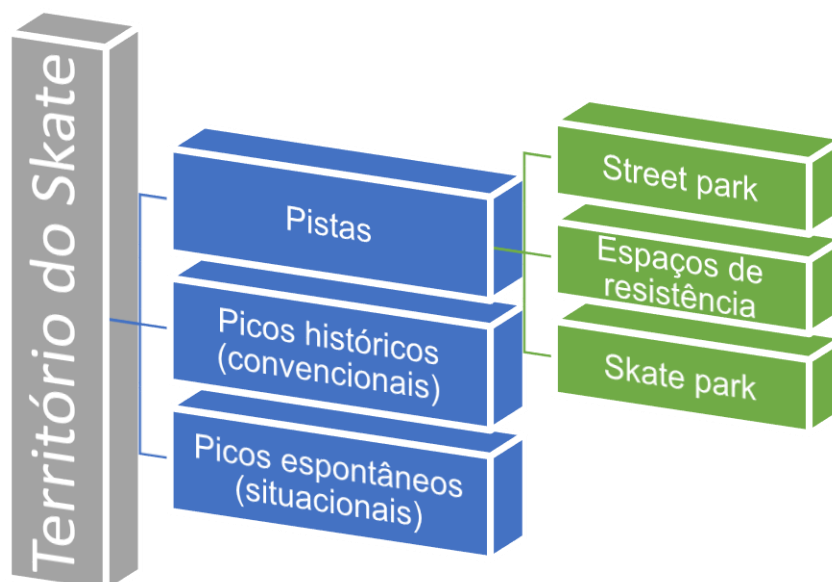 Território do Skate
Pistas
Picos históricos
(convencionais)
Picos espontâneos
(situacionais)
Street park
Espaços de
resistência
Skate park